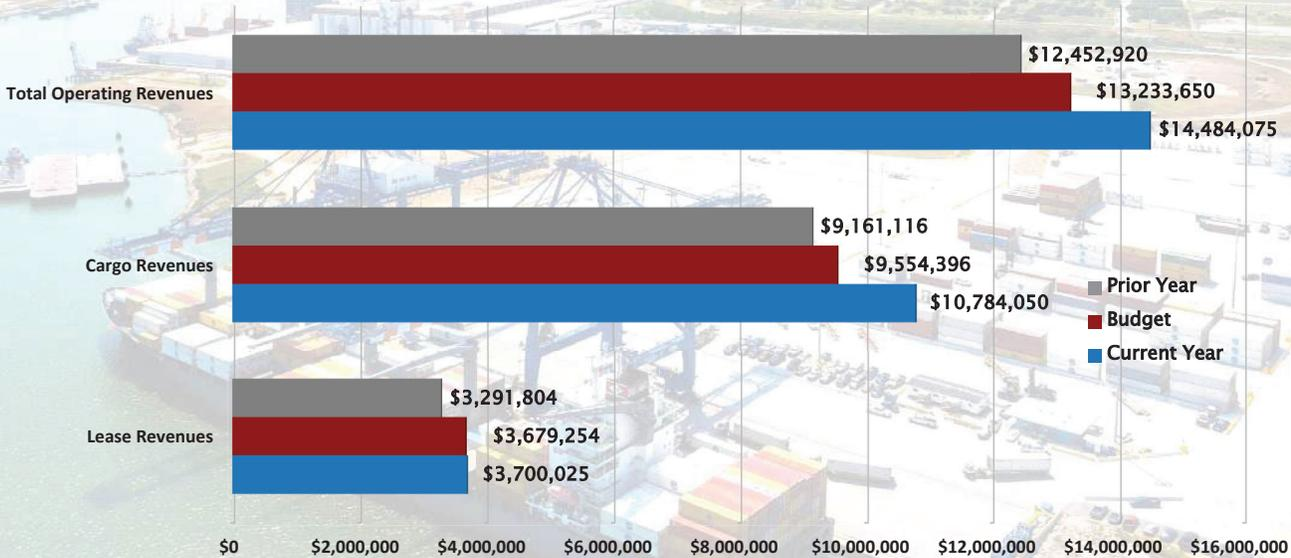 $12,452,920
Total Operating Revenues
$13,233,650
$14,484,075
$9,161,116
Cargo Revenues
$9,554,396
$10,784,050
Prior Year
Budget
Current Year
$3,291,804
Lease Revenues
$3,679,254
$3,700,025
$0 $2,000,000 $4,000,000 $6,000,000 $8,000,000 $10,000,000 $12,000,000 $14,000,000 $16,000,000